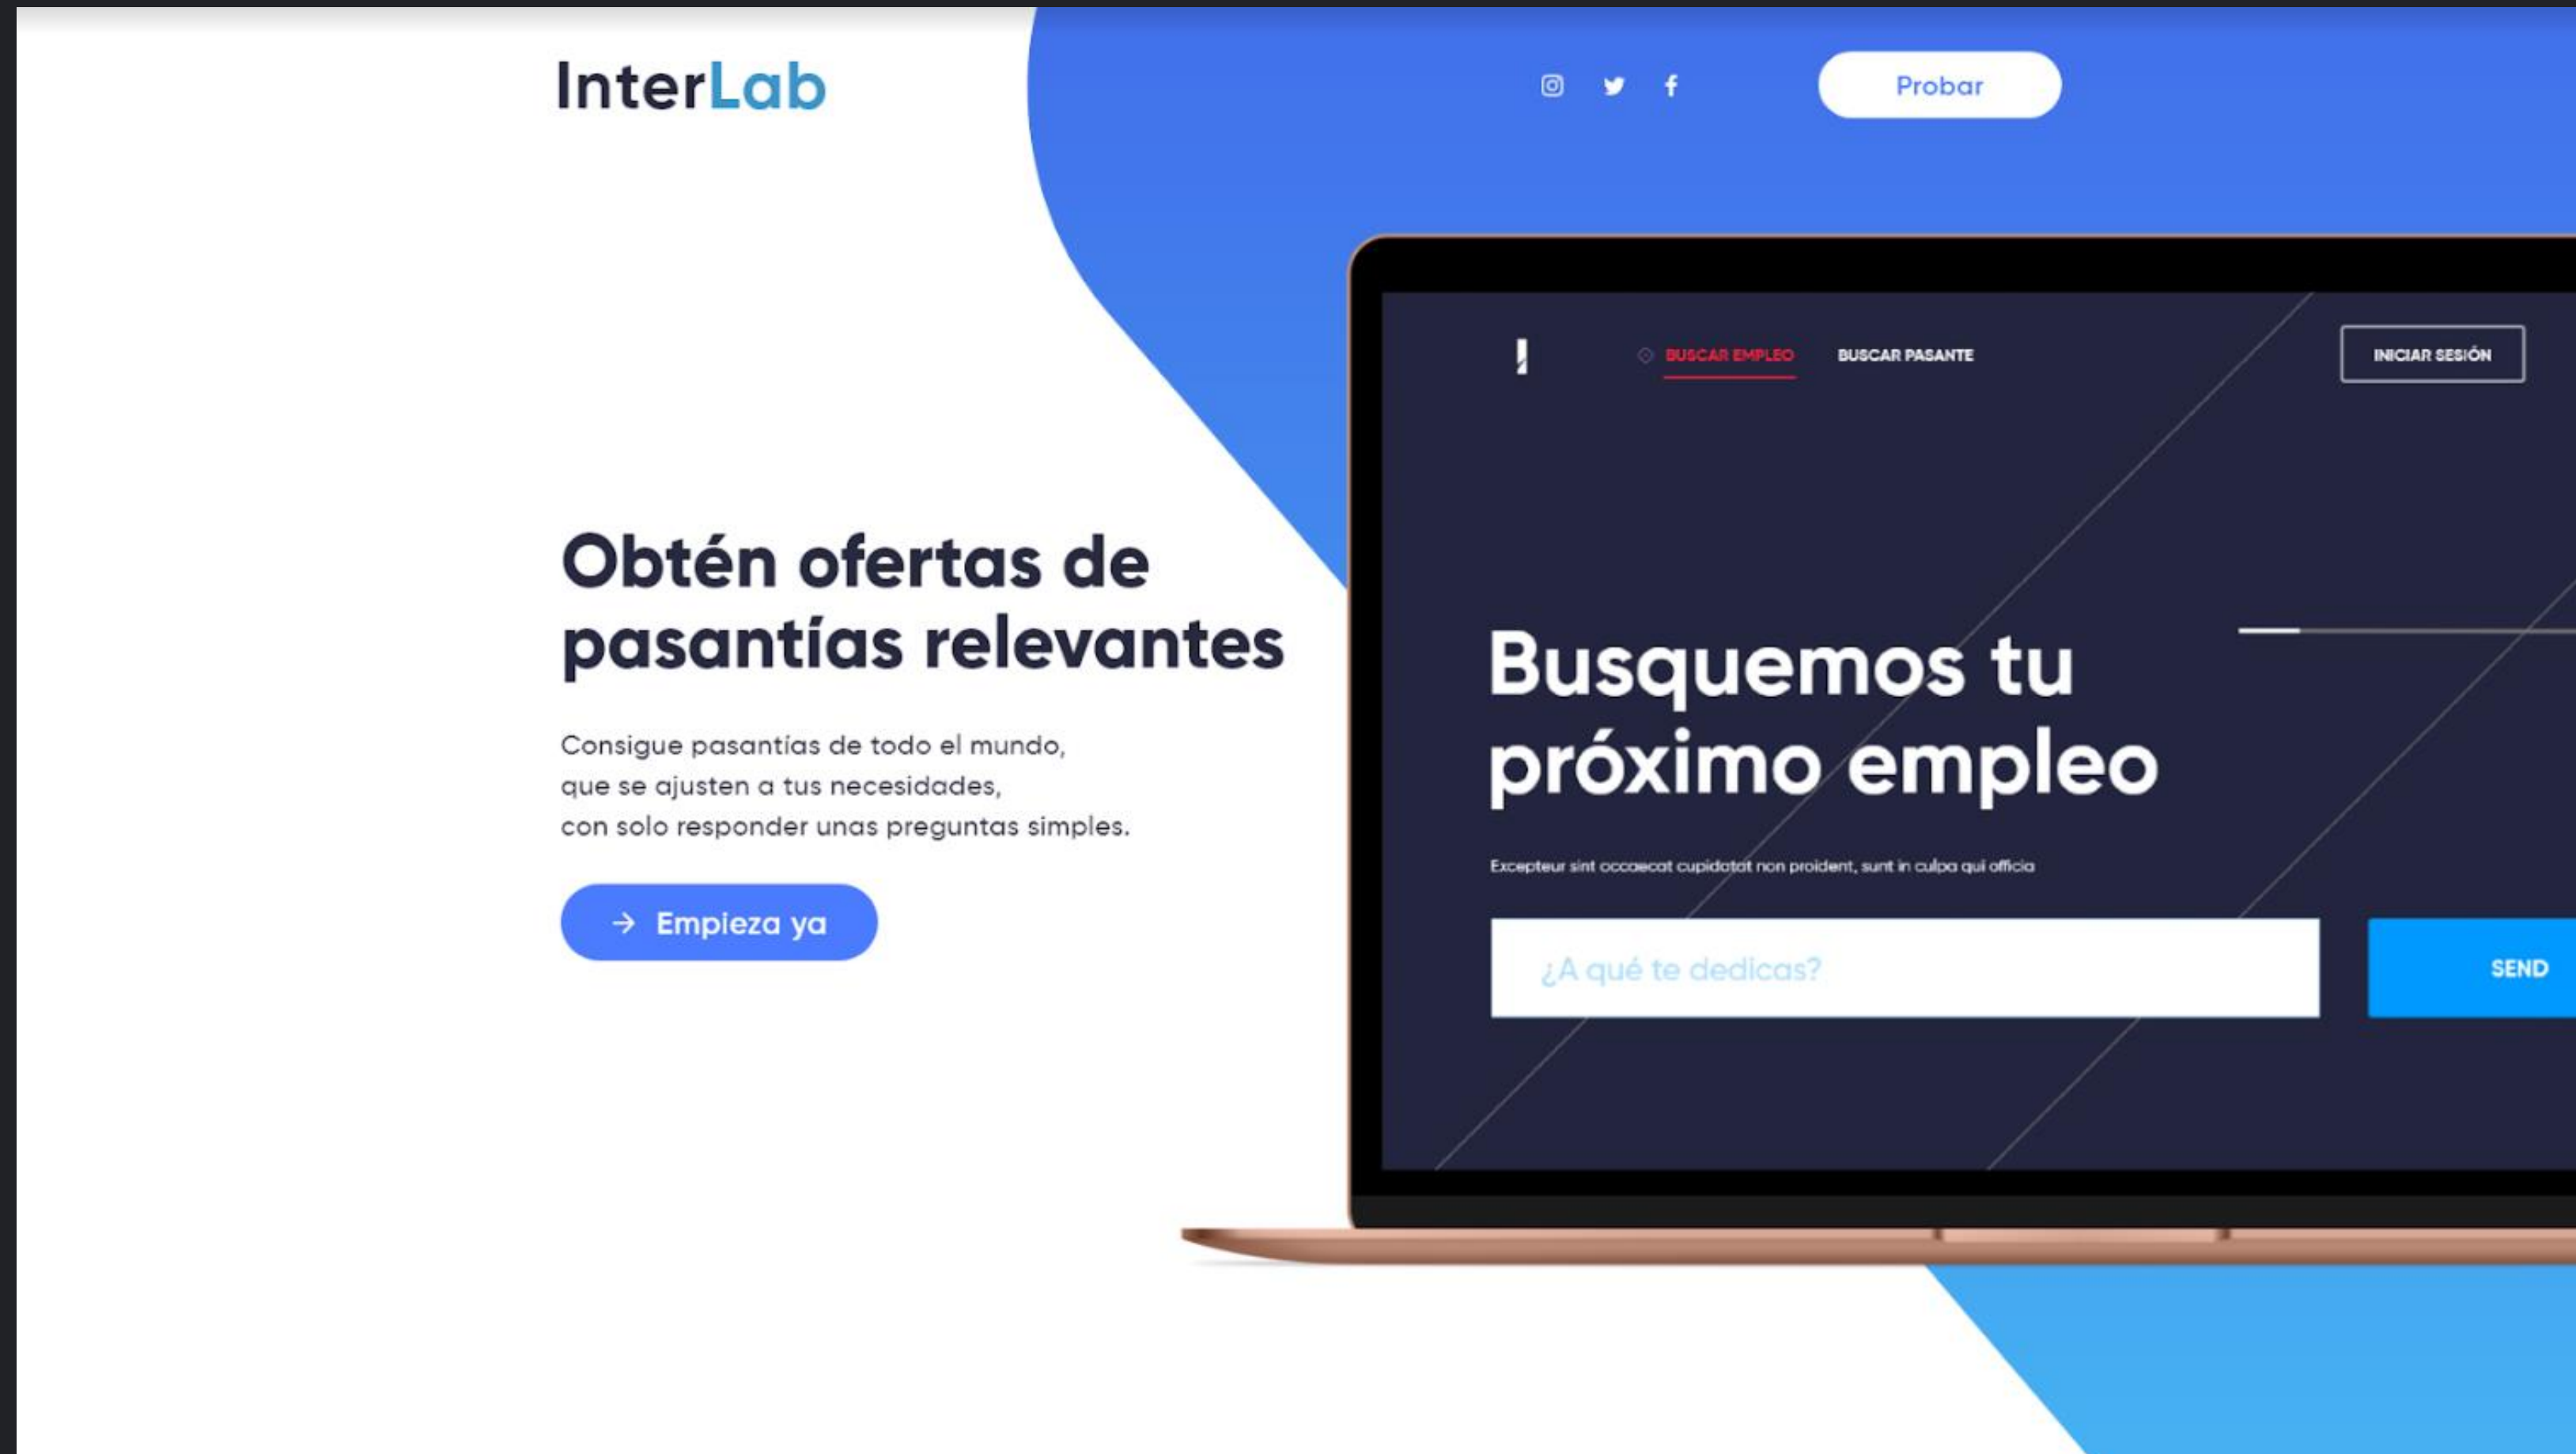 InterLab
Probar
Obtén ofertas de
pasantías relevantes
Consigue pasantías de todo el mundo,
que se ajusten a tus necesidades,
con solo responder unas preguntas simples.
→ Empieza ya
BUSCAR EMPLEO
BUSCAR PASANTE
INICIAR SESIÓN
Busquemos tu
próximo empleo
Excepteur sint occaecat cupidatat non proident, sunt in culpa qui officia
¿A qué te dedicas?
SEND